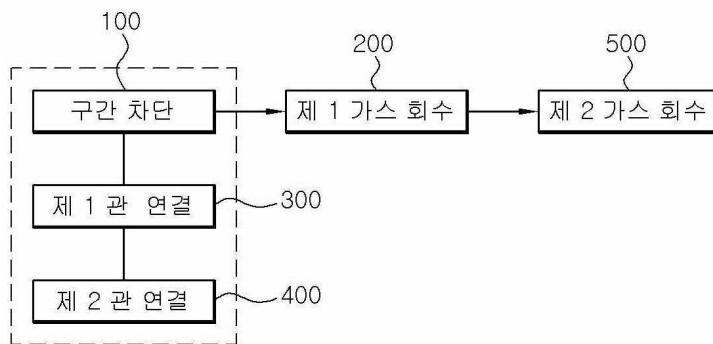 100
200
500
구간 차단
제 1 가스 회수
제 2 가스 회수
제 1 관 연결
300
제 2 관 연결
400